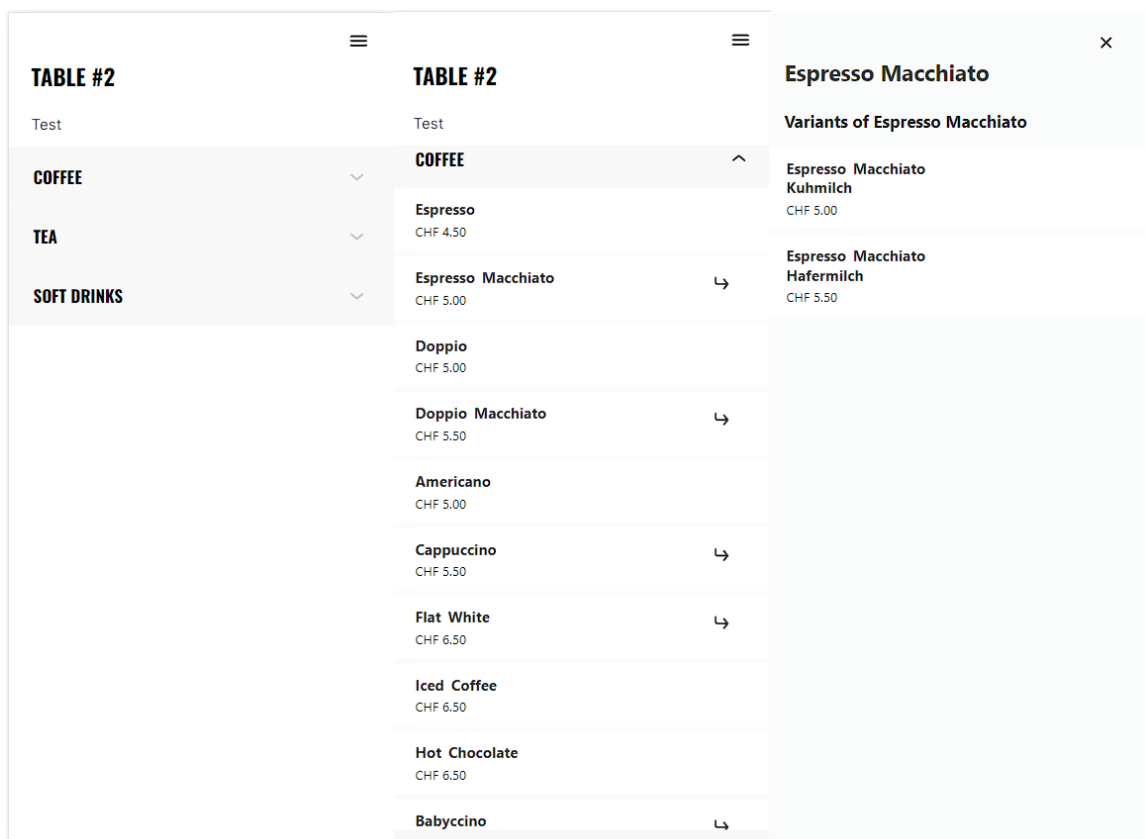 TABLE #2
Test
COFFEE
TEA
SOFT DRINKS
TABLE #2
Test
COFFEE
Espresso
CHF 4.50
Espresso Macchiato
CHF 5.00
Doppio
CHF 5.00
Doppio Macchiato
CHF 5.50
Americano
CHF 5.00
Cappuccino
CHF 5.50
Flat White
CHF 6.50
Iced Coffee
CHF 6.50
Hot Chocolate
CHF 6.50
Babyccino
Espresso Macchiato
Variants of Espresso Macchiato
Espresso Macchiato
Kuhmilch
CHF 5.00
Espresso Macchiato
Hafermilch
CHF 5.50